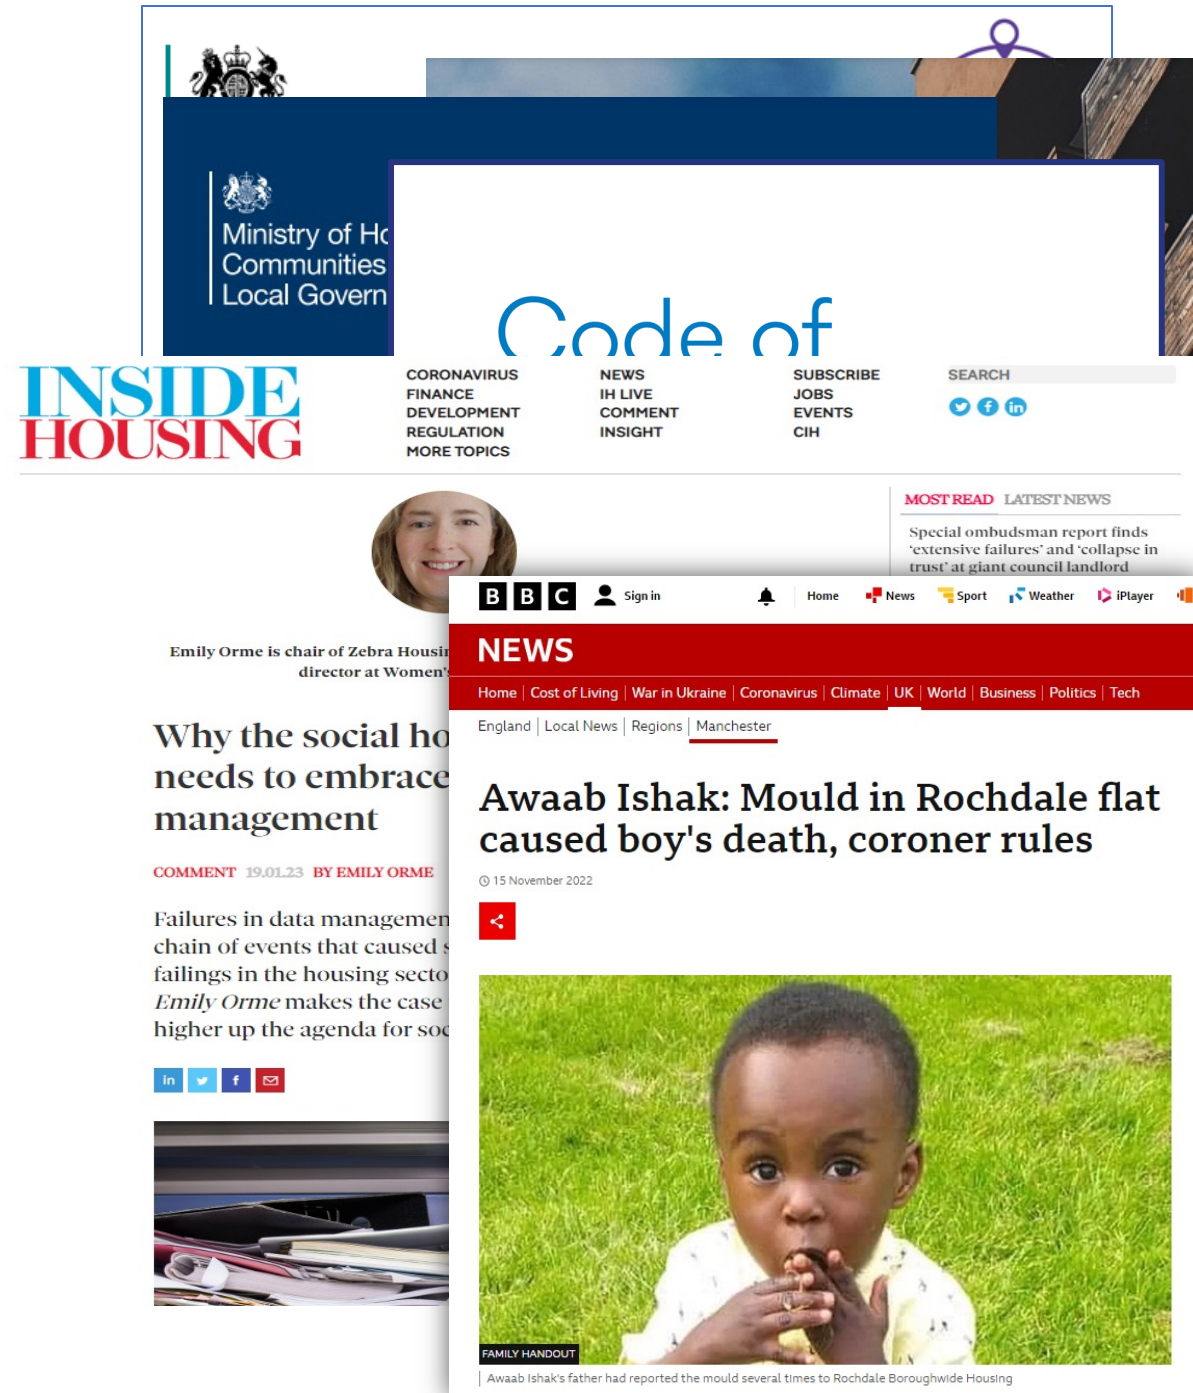 Ministry of Ho
Communities
Local Govern
Code of
INSIDE
HOUSING
CORONAVIRUS
FINANCE
DEVELOPMENT
REGULATION
MORE TOPICS
NEWS
IH LIVE
COMMENT
INSIGHT
SUBSCRIBE
JOBS
EVENTS
CIH
SEARCH
MOST READ LATEST NEWS
Special ombudsman report finds
‘extensive failures’ and ‘collapse in
trust’ at giant council landlord
Emily Orme is chair of Zebra Housin
director at Women's
Why the social ho
needs to embrace
management
COMMENT 19.01.23 BY EMILY ORME
Failures in data managemen
chain of events that caused s
failings in the housing secto
Emily Orme makes the case
higher up the agenda for soc
BBC Sign in Home News Sport Weather iPlayer
NEWS
Home | Cost of Living | War in Ukraine | Coronavirus | Climate | UK | World | Business | Politics | Tech
England | Local News | Regions | Manchester
Awaab Ishak: Mould in Rochdale flat
caused boy's death, coroner rules
15 November 2022
FAMILY HANDOUT
Awaab Ishak's father had reported the mould several times to Rochdale Boroughwide Housing